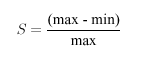 S = (max - min)
max